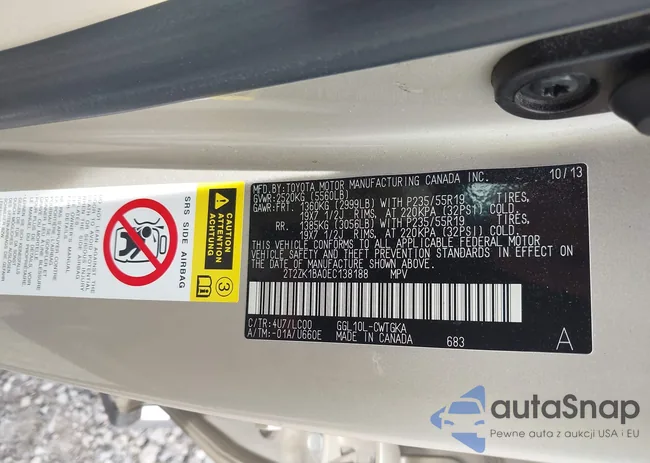 MFD.BY:TOYOTA MOTOR MANUFACTURING CANADA INC. 10/13
GVWR:2520KG (5560LB)
GAWR:FRT. 1360KG (2999LB) WITH P235/55R19 TIRES,
19X7 1/2J RIMS, AT 220KPA (32PSI) COLD.
RR. 1385KG (3056LB) WITH P235/55R19 TIRES,
19X7 1/2J RIMS, AT 220KPA (32PSI) COLD.
THIS VEHICLE CONFORMS TO ALL APPLICABLE FEDERAL MOTOR
VEHICLE SAFETY AND THEFT PREVENTION STANDARDS IN EFFECT ON
THE DATE OF MANUFACTURE SHOWN ABOVE.
2T2ZK1BA0EC138188 MPV
C/TR:4U7/LC00 GGL10L-CWTGKA
A/TM:-01A/U660E MADE IN CANADA 683 A
SRS SIDE AIRBAG
CAUTION
ATTENTION
ACHTUNG
3
autaSnap
Pewne auta z aukcji USA i EU